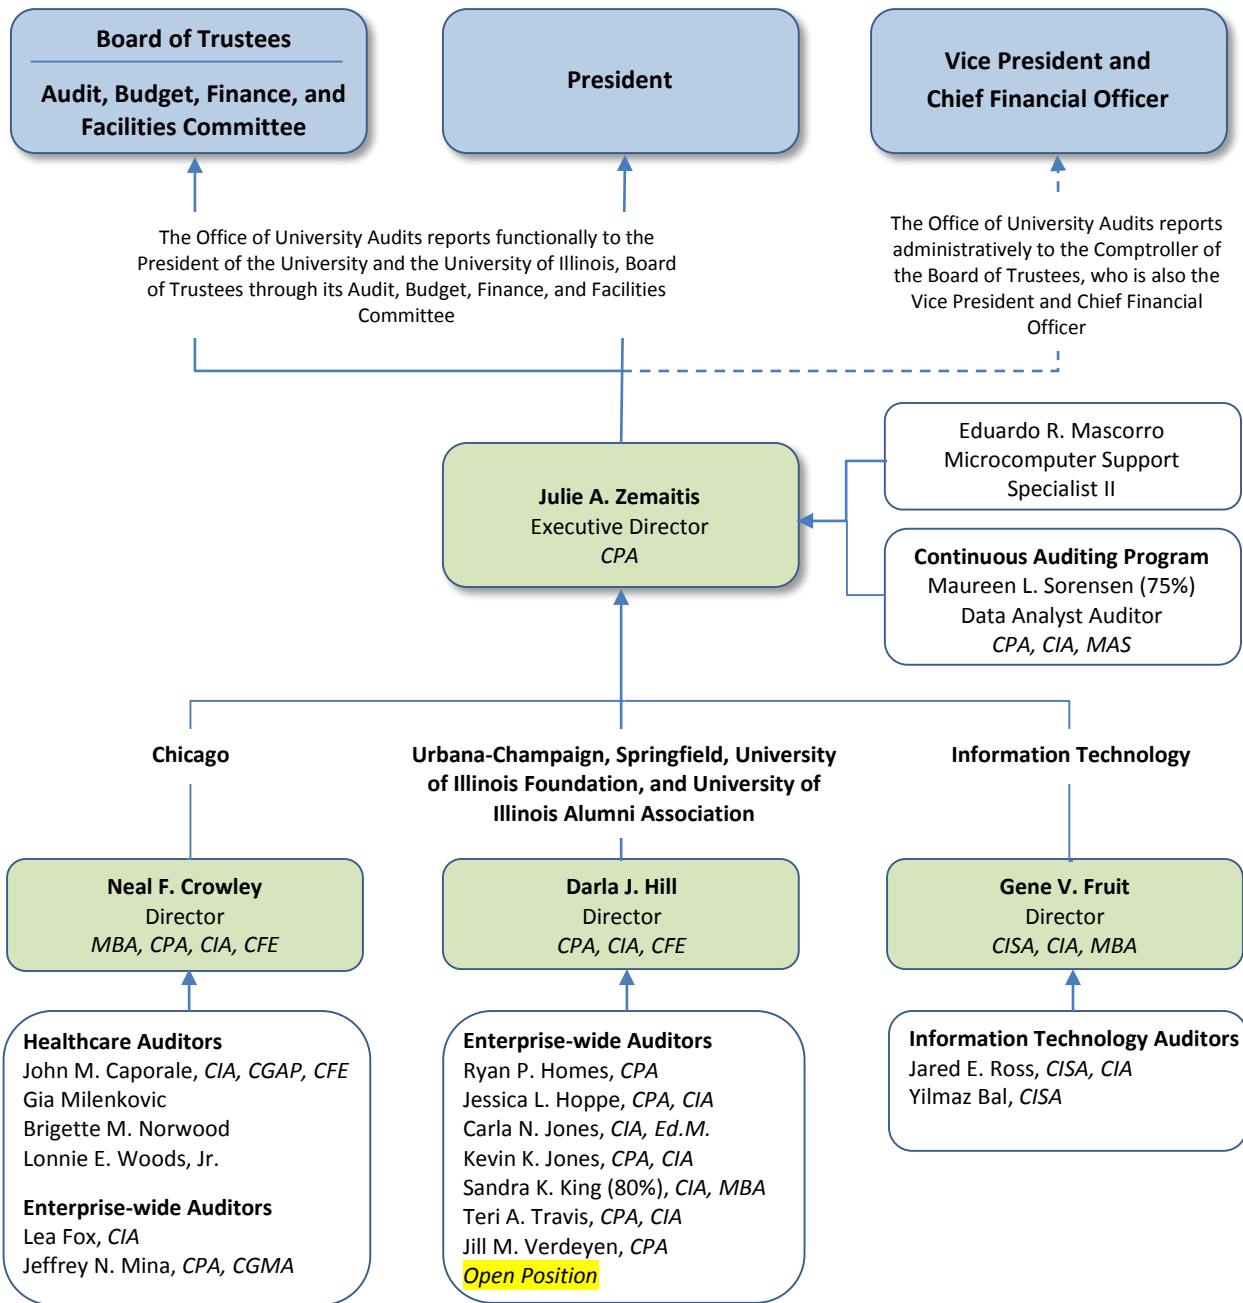 Board of Trustees
Audit, Budget, Finance, and
Facilities Committee
President
Vice President and
Chief Financial Officer
The Office of University Audits reports functionally to the
President of the University and the University of Illinois, Board
of Trustees through its Audit, Budget, Finance, and Facilities
Committee
The Office of University Audits reports
administratively to the Comptroller of
the Board of Trustees, who is also the
Vice President and Chief Financial
Officer
Julie A. Zemaitis
Executive Director
CPA
Eduardo R. Mascorro
Microcomputer Support
Specialist II
Continuous Auditing Program
Maureen L. Sorensen (75%)
Data Analyst Auditor
CPA, CIA, MAS
Chicago
Urbana-Champaign, Springfield, University
of Illinois Foundation, and University of
Illinois Alumni Association
Information Technology
Neal F. Crowley
Director
MBA, CPA, CIA, CFE
Darla J. Hill
Director
CPA, CIA, CFE
Gene V. Fruit
Director
CISA, CIA, MBA
Healthcare Auditors
John M. Caporale, CIA, CGAP, CFE
Gia Milenkovic
Brigette M. Norwood
Lonnie E. Woods, Jr.
Enterprise-wide Auditors
Lea Fox, CIA
Jeffrey N. Mina, CPA, CGMA
Enterprise-wide Auditors
Ryan P. Homes, CPA
Jessica L. Hoppe, CPA, CIA
Carla N. Jones, CIA, Ed.M.
Kevin K. Jones, CPA, CIA
Sandra K. King (80%), CIA, MBA
Teri A. Travis, CPA, CIA
Jill M. Verdeyen, CPA
Open Position
Information Technology Auditors
Jared E. Ross, CISA, CIA
Yilmaz Bal, CISA